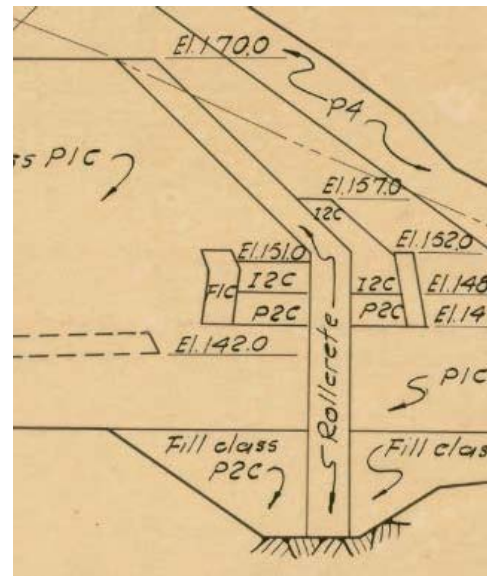 El.170.0
P4
ss P1C
El.157.0
I2C
El.152.0
El.151.0
F1C
I2C
I2C
El.148
P2C
P2C
El.14
El.142.0
Rollcrete
P1C
Fill class
P2C
Fill clas